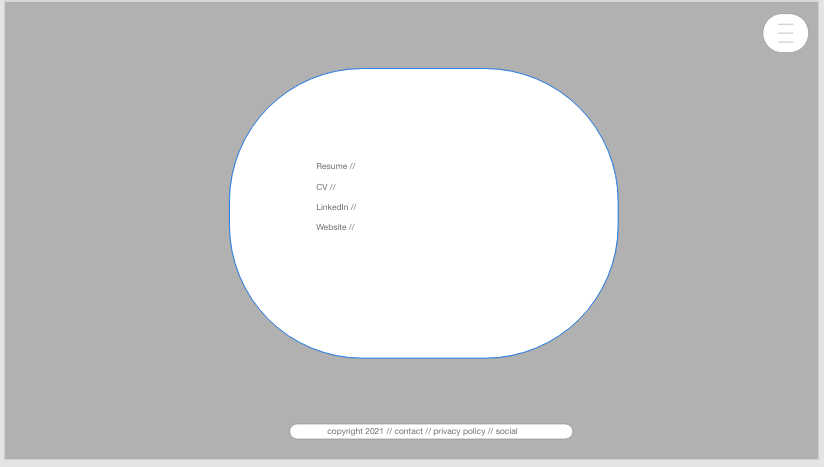 Resume //
CV //
LinkedIn //
Website //
copyright 2021 // contact // privacy policy // social